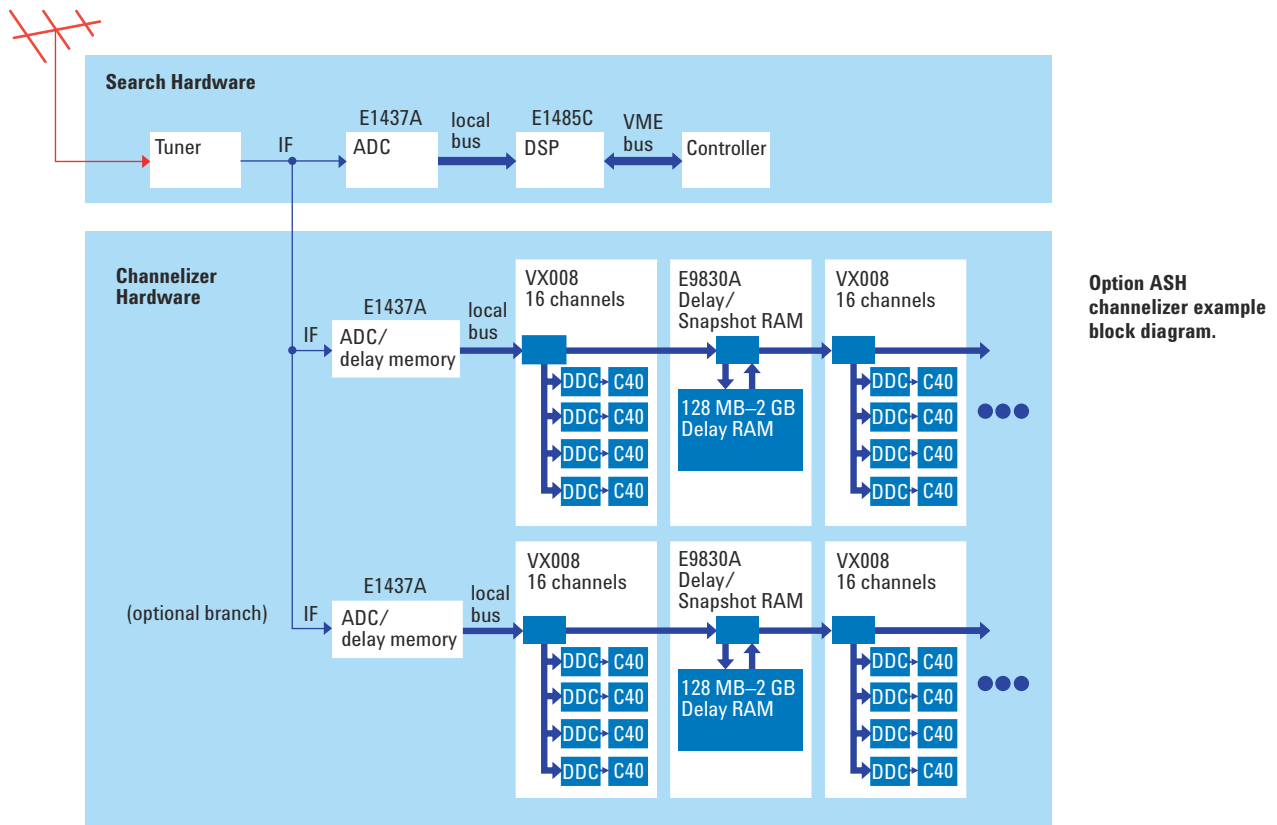 Search Hardware
Tuner
IF
E1437A
ADC
local
bus
E1485C
DSP
VME
bus
Controller
Channelizer
Hardware
IF
E1437A
ADC/
delay memory
local
bus
VX008
16 channels
DDC
C40
DDC
C40
DDC
C40
DDC
C40
E9830A
Delay/
Snapshot RAM
128 MB–2 GB
Delay RAM
VX008
16 channels
DDC
C40
DDC
C40
DDC
C40
DDC
C40
Option ASH
channelizer example
block diagram.
(optional branch)
IF
E1437A
ADC/
delay memory
local
bus
VX008
16 channels
DDC
C40
DDC
C40
DDC
C40
DDC
C40
E9830A
Delay/
Snapshot RAM
128 MB–2 GB
Delay RAM
VX008
16 channels
DDC
C40
DDC
C40
DDC
C40
DDC
C40